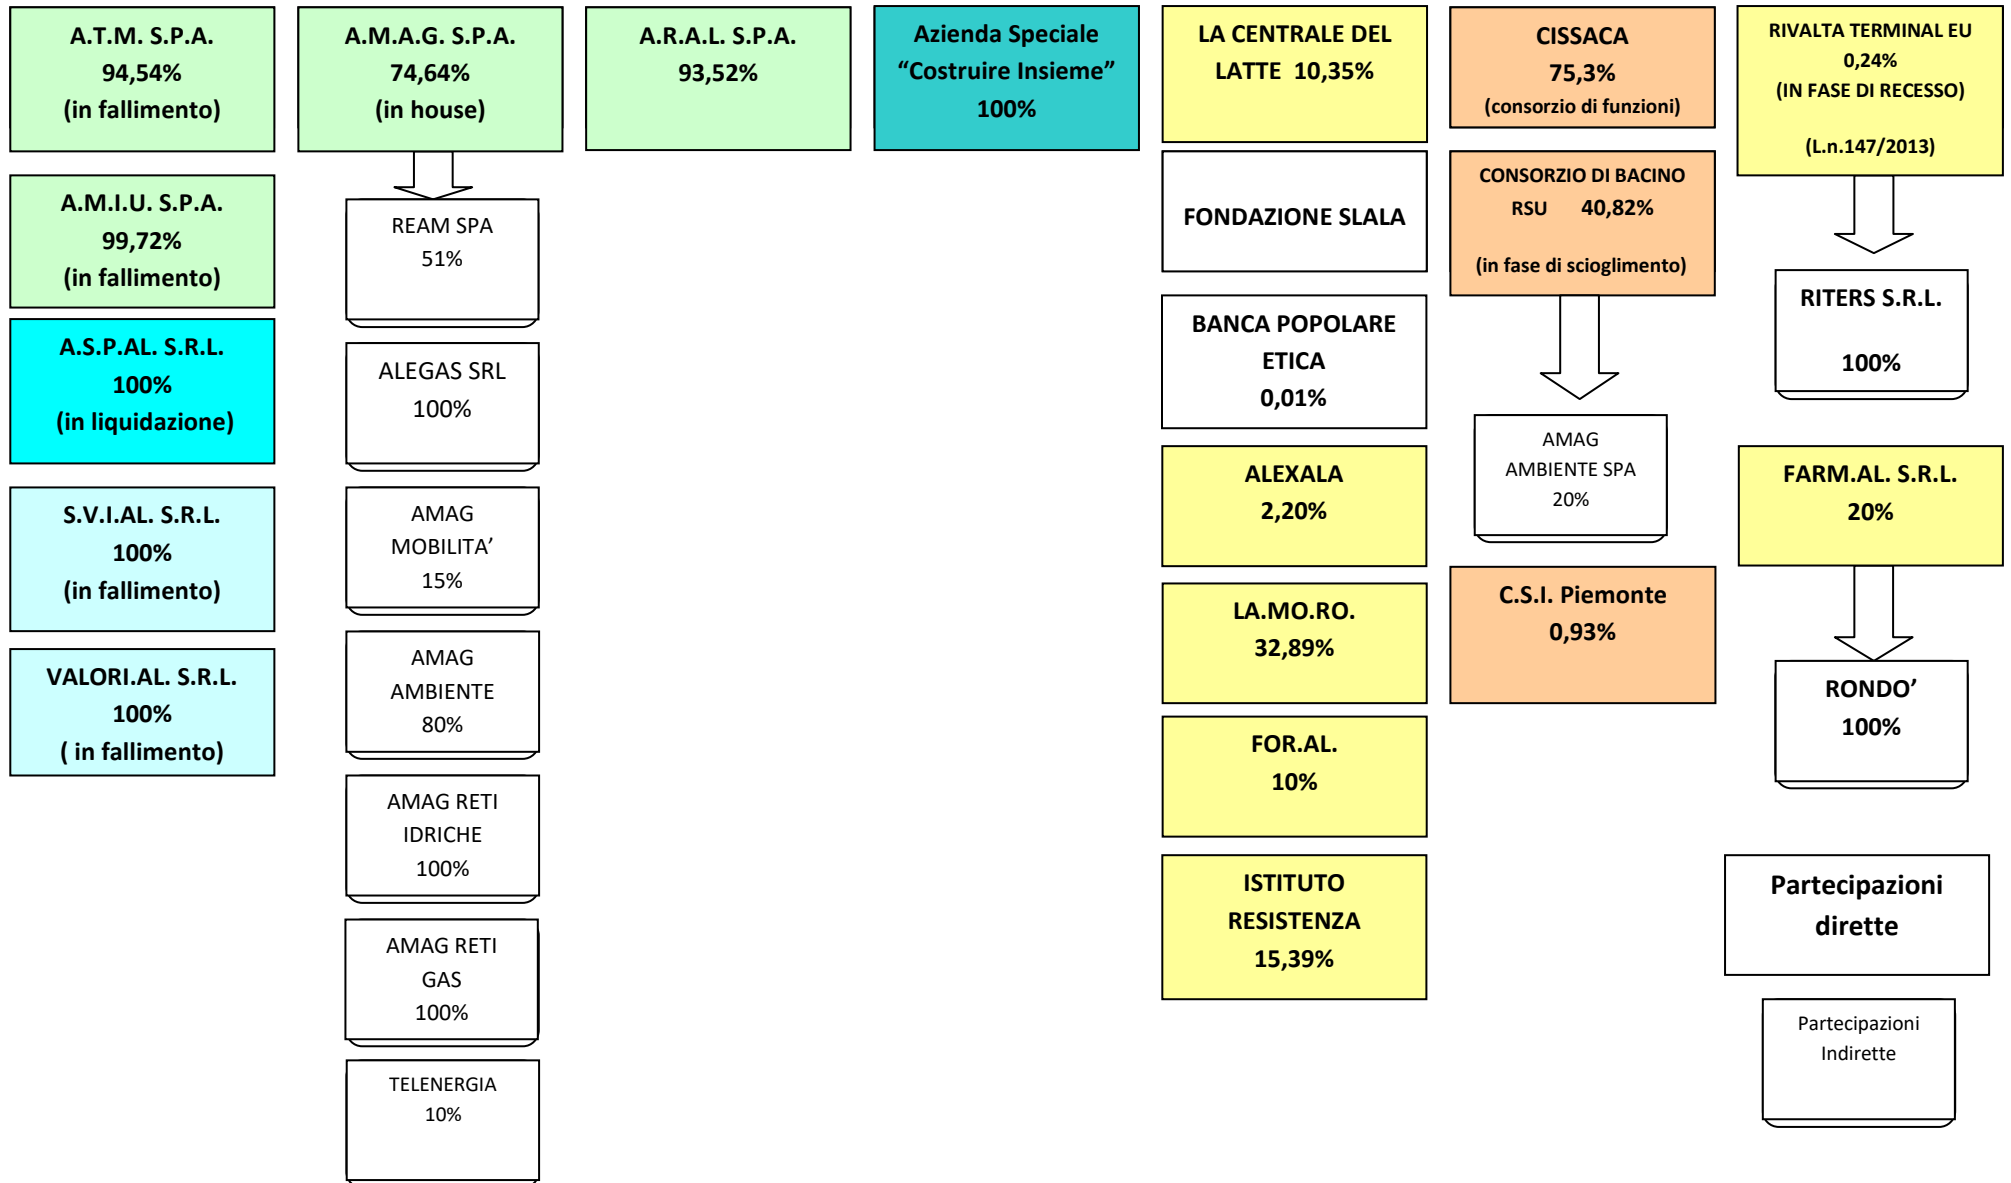 A.T.M. S.P.A.
94,54%
(in fallimento)
A.M.I.U. S.P.A.
99,72%
(in fallimento)
A.S.P.AL. S.R.L.
100%
(in liquidazione)
S.V.I.AL. S.R.L.
100%
(in fallimento)
VALORI.AL. S.R.L.
100%
( in fallimento)
A.M.A.G. S.P.A.
74,64%
(in house)
REAM SPA
51%
ALEGAS SRL
100%
AMAG
MOBILITA’
15%
AMAG
AMBIENTE
80%
AMAG RETI
IDRICHE
100%
AMAG RETI
GAS
100%
TELENERGIA
10%
A.R.A.L. S.P.A.
93,52%
Azienda Speciale
“Costruire Insieme”
100%
LA CENTRALE DEL
LATTE 10,35%
FONDAZIONE SLALA
BANCA POPOLARE
ETICA
0,01%
ALEXALA
2,20%
LA.MO.RO.
32,89%
FOR.AL.
10%
ISTITUTO
RESISTENZA
15,39%
CISSACA
75,3%
(consorzio di funzioni)
CONSORZIO DI BACINO
RSU 40,82%
(in fase di scioglimento)
AMAG
AMBIENTE SPA
20%
C.S.I. Piemonte
0,93%
RIVALTA TERMINAL EU
0,24%
(IN FASE DI RECESSO)
(L.n.147/2013)
RITERS S.R.L.
100%
FARM.AL. S.R.L.
20%
RONDO’
100%
Partecipazioni
dirette
Partecipazioni
Indirette